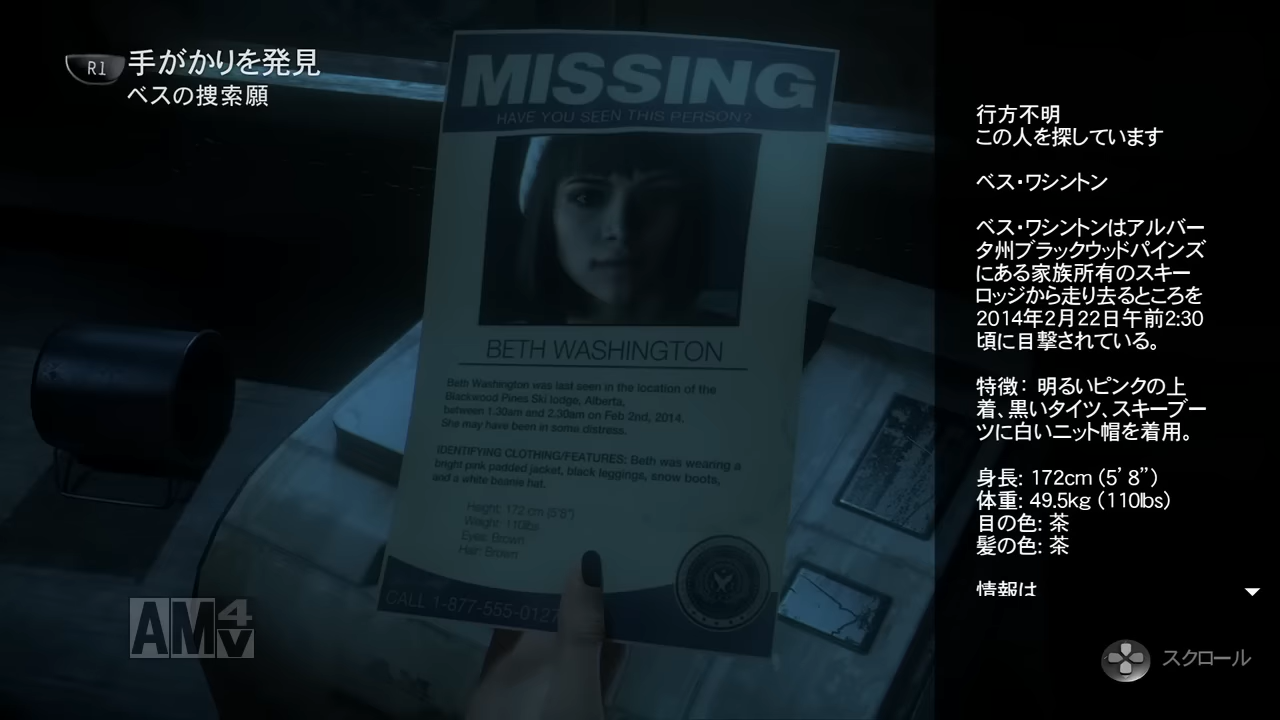 R1 手がかりを発見
ベスの捜索願
MISSING
HAVE YOU SEEN THIS PERSON?
BETH WASHINGTON
Beth Washington was last seen in the location of the
Blackwood Pines Ski lodge, Alberta,
between 1.30am and 2.30am on Feb 2nd, 2014.
She may have been in some distress.
IDENTIFYING CLOTHING/FEATURES: Beth was wearing a
bright pink padded jacket, black leggings, snow boots,
and a white beanie hat.
Height: 172 cm (5'8")
Weight: 110lbs
Eyes: Brown
Hair: Brown
CALL 1-877-555-0127
AM4V
行方不明
この人を探しています
ベス・ワシントン
ベス・ワシントンはアルバー
タ州ブラックウッドパインズ
にある家族所有のスキー
ロッジから走り去るところを
2014年2月22日午前2:30
頃に目撃されている。
特徴: 明るいピンクの上
着、黒いタイツ、スキーブー
ツに白いニット帽を着用。
身長: 172cm (5' 8")
体重: 49.5kg (110lbs)
目の色: 茶
髪の色: 茶
情報は
スクロール